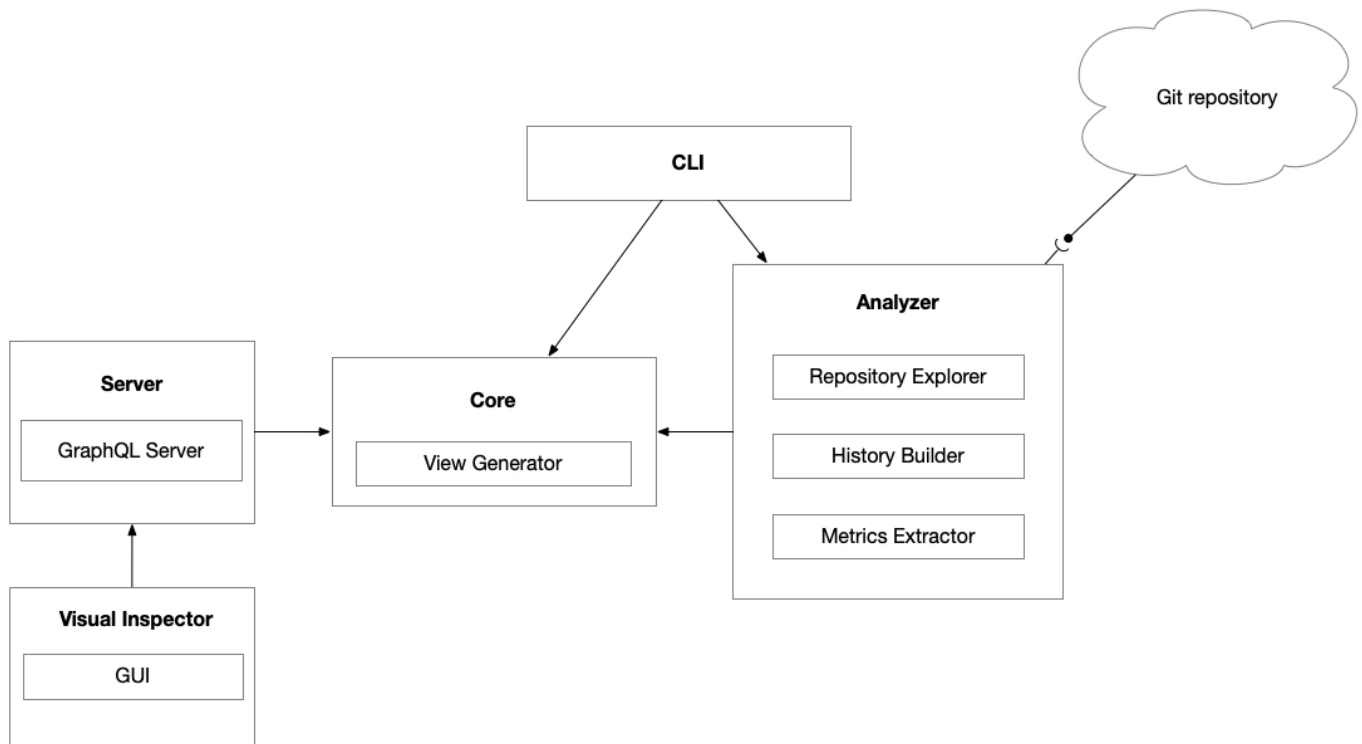 Git repository
CLI
Analyzer
Repository Explorer
History Builder
Metrics Extractor
Server
GraphQL Server
Core
View Generator
Visual Inspector
GUI